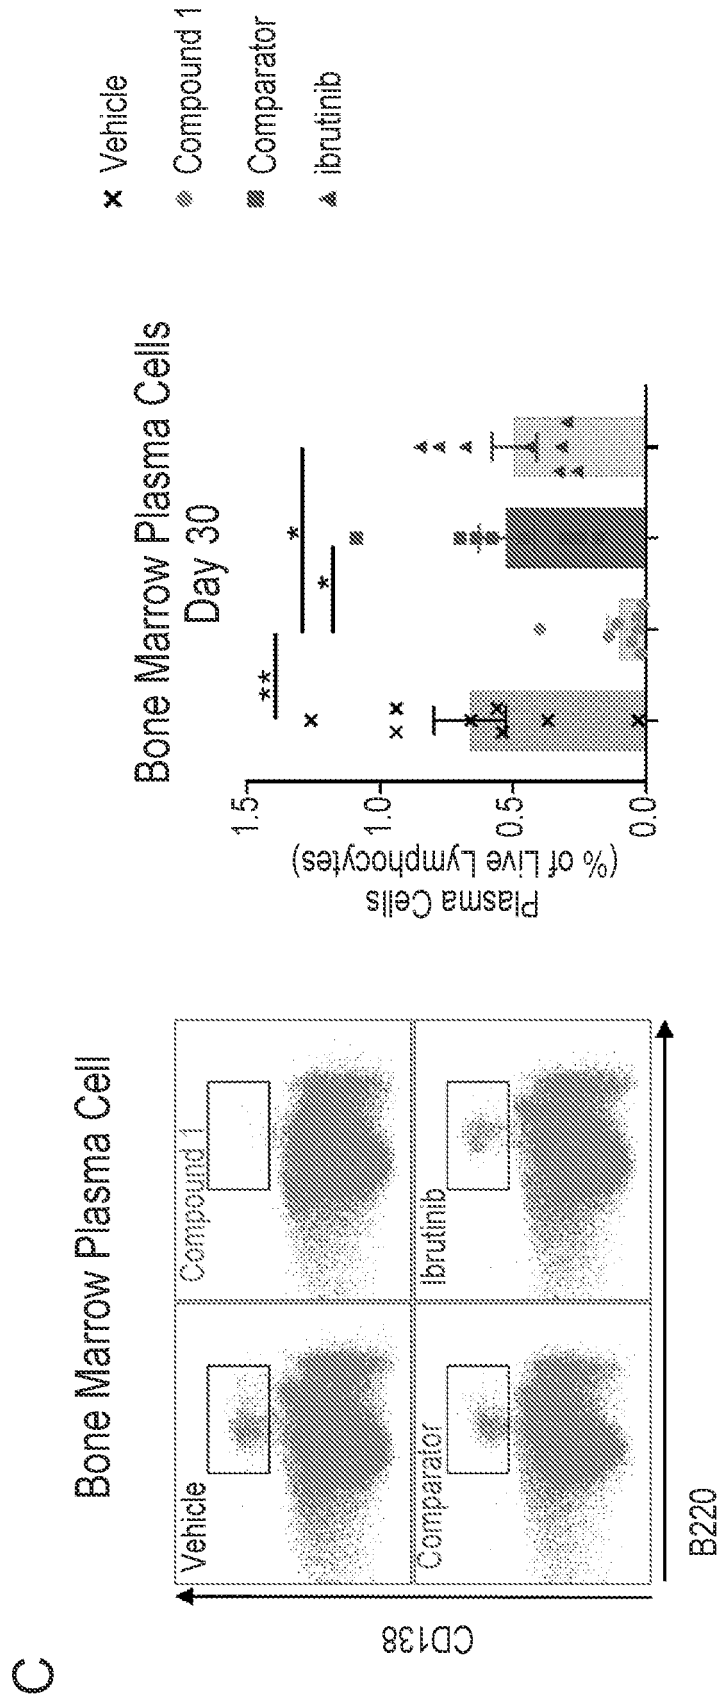 C
Bone Marrow Plasma Cell
Vehicle
Compound 1
Comparator
Ibrutinib
CD138
B220
Bone Marrow Plasma Cells
Day 30
Plasma Cells
(% of Live Lymphocytes)
1.5
1.0
0.5
0.0
**
*
*
Vehicle
Compound 1
Comparator
ibrutinib